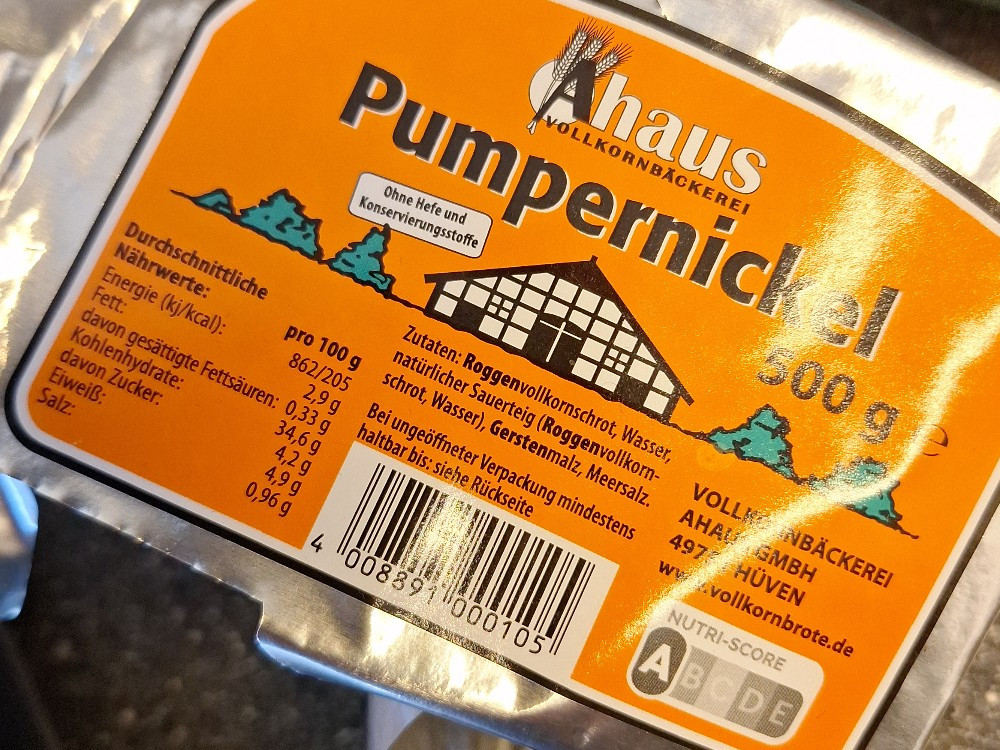 Ahaus
VOLLKORNBÄCKEREI
Pumpernickel
Ohne Hefe und
Konservierungsstoffe
500 g e
Durchschnittliche
Nährwerte: pro 100 g
Energie (kj/kcal): 862/205
Fett: 2,9 g
davon gesättigte Fettsäuren: 0,33 g
Kohlenhydrate: 34,6 g
davon Zucker: 4,2 g
Eiweiß: 4,9 g
Salz: 0,96 g
Zutaten: Roggenvollkornschrot, Wasser,
natürlicher Sauerteig (Roggenvollkorn-
schrot, Wasser), Gerstenmalz, Meersalz.
Bei ungeöffneter Verpackung mindestens
haltbar bis: siehe Rückseite
4 008891 000105
VOLLKORNBÄCKEREI
AHAUS GMBH
HÜVEN
www.vollkornbrote.de
NUTRI-SCORE
A B C D E